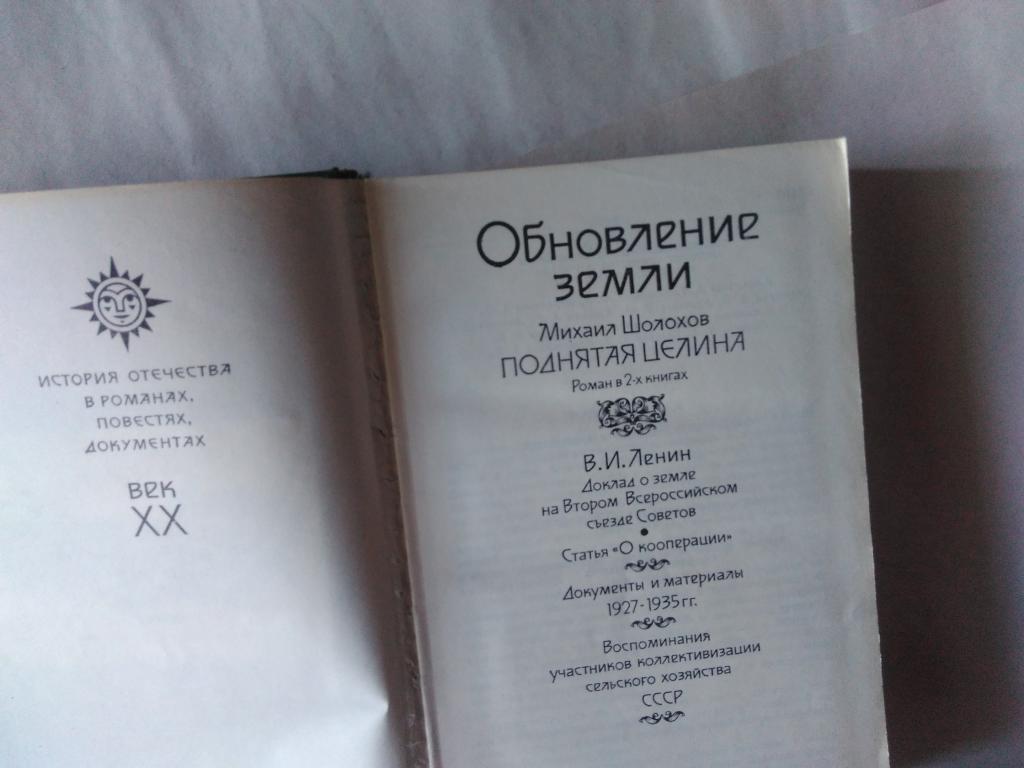 ИСТОРИЯ ОТЕЧЕСТВА
В РОМАНАХ,
ПОВЕСТЯХ,
ДОКУМЕНТАХ
ВЕК
XX
Обновление
земли
Михаил Шолохов
ПОДНЯТАЯ ЦЕЛИНА
Роман в 2-х книгах
В.И.Ленин
Доклад о земле
на Втором Всероссийском
съезде Советов
•
Статья «О кооперации»
Документы и материалы
1927-1935 гг.
Воспоминания
участников коллективизации
сельского хозяйства
СССР